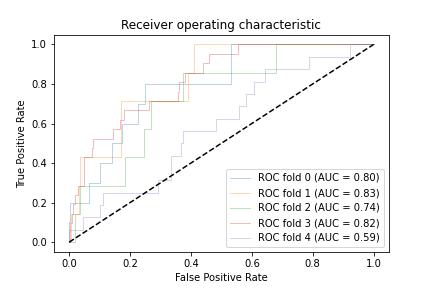 Receiver operating characteristic
1.0
0.8
0.6
0.4
0.2
0.0
True Positive Rate
ROC fold 0 (AUC = 0.80)
ROC fold 1 (AUC = 0.83)
ROC fold 2 (AUC = 0.74)
ROC fold 3 (AUC = 0.82)
ROC fold 4 (AUC = 0.59)
0.0 0.2 0.4 0.6 0.8 1.0
False Positive Rate